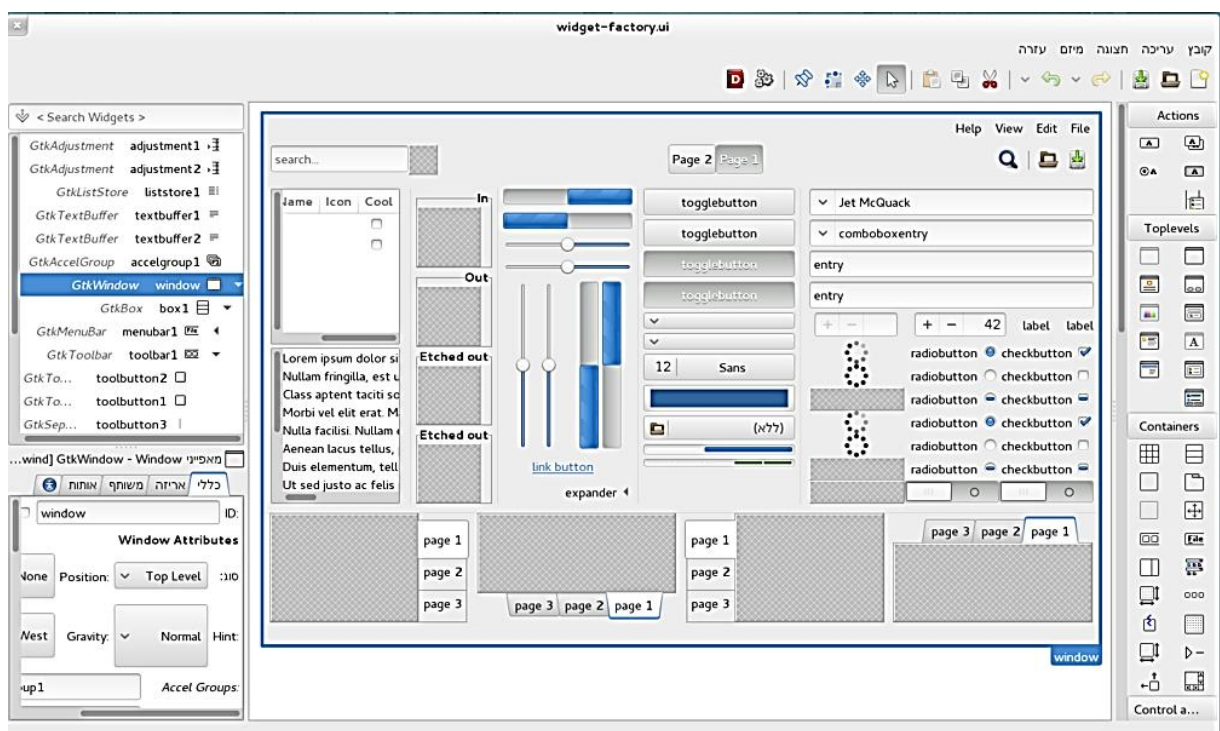 widget-factory.ui
קובץ עריכה תצוגה מיזם עזרה
< Search Widgets >
GtkAdjustment adjustment1
GtkAdjustment adjustment2
GtkListStore liststore1
GtkTextBuffer textbuffer1
GtkTextBuffer textbuffer2
GtkAccelGroup accelgroup1
GtkWindow window
GtkBox box1
GtkMenuBar menubar1
GtkToolbar toolbar1
GtkTo... toolbutton2
GtkTo... toolbutton1
GtkSep... toolbutton3
מאפייני GtkWindow - Window [wind...
כללי אריזה משותף אותות
ID: window
Window Attributes
סוג: Top Level Position: None
Hint: Normal Gravity: West
Accel Groups: up1
Help View Edit File
search...
Page 2 Page 1
Name Icon Cool
Lorem ipsum dolor si
Nullam fringilla, est u
Class aptent taciti so
Morbi vel elit erat. M
Nulla facilisi. Nullam
Aenean lacus tellus,
Duis elementum, tell
Ut sed justo ac felis
In
Out
Etched out
Etched out
link button
expander
togglebutton
togglebutton
togglebutton
togglebutton
12 Sans
(ללא)
Jet McQuack
comboboxentry
entry
entry
+ −
+ − 42 label label
radiobutton checkbutton
radiobutton checkbutton
radiobutton checkbutton
radiobutton checkbutton
radiobutton checkbutton
radiobutton checkbutton
page 1
page 2
page 3
page 3 page 2 page 1
page 1
page 2
page 3
page 3 page 2 page 1
window
Actions
Toplevels
Containers
File
Control a...